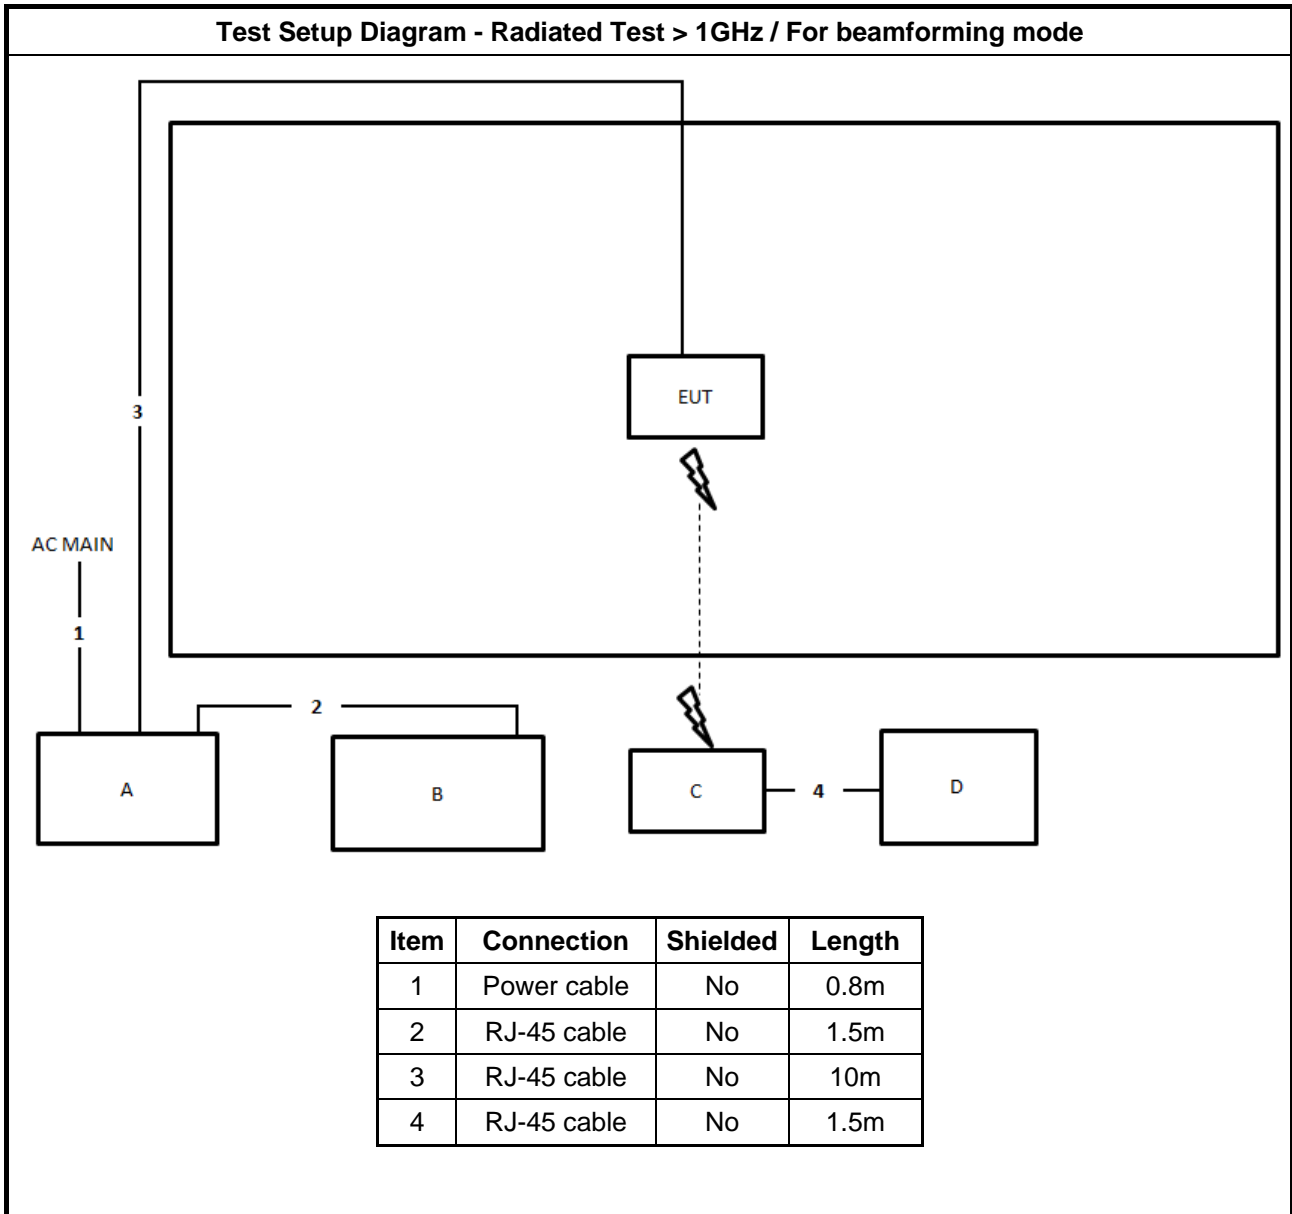 Test Setup Diagram - Radiated Test > 1GHz / For beamforming mode
3
EUT
AC MAIN
1
2
A
B
C
4
D
Item Connection Shielded Length
1 Power cable No 0.8m
2 RJ-45 cable No 1.5m
3 RJ-45 cable No 10m
4 RJ-45 cable No 1.5m